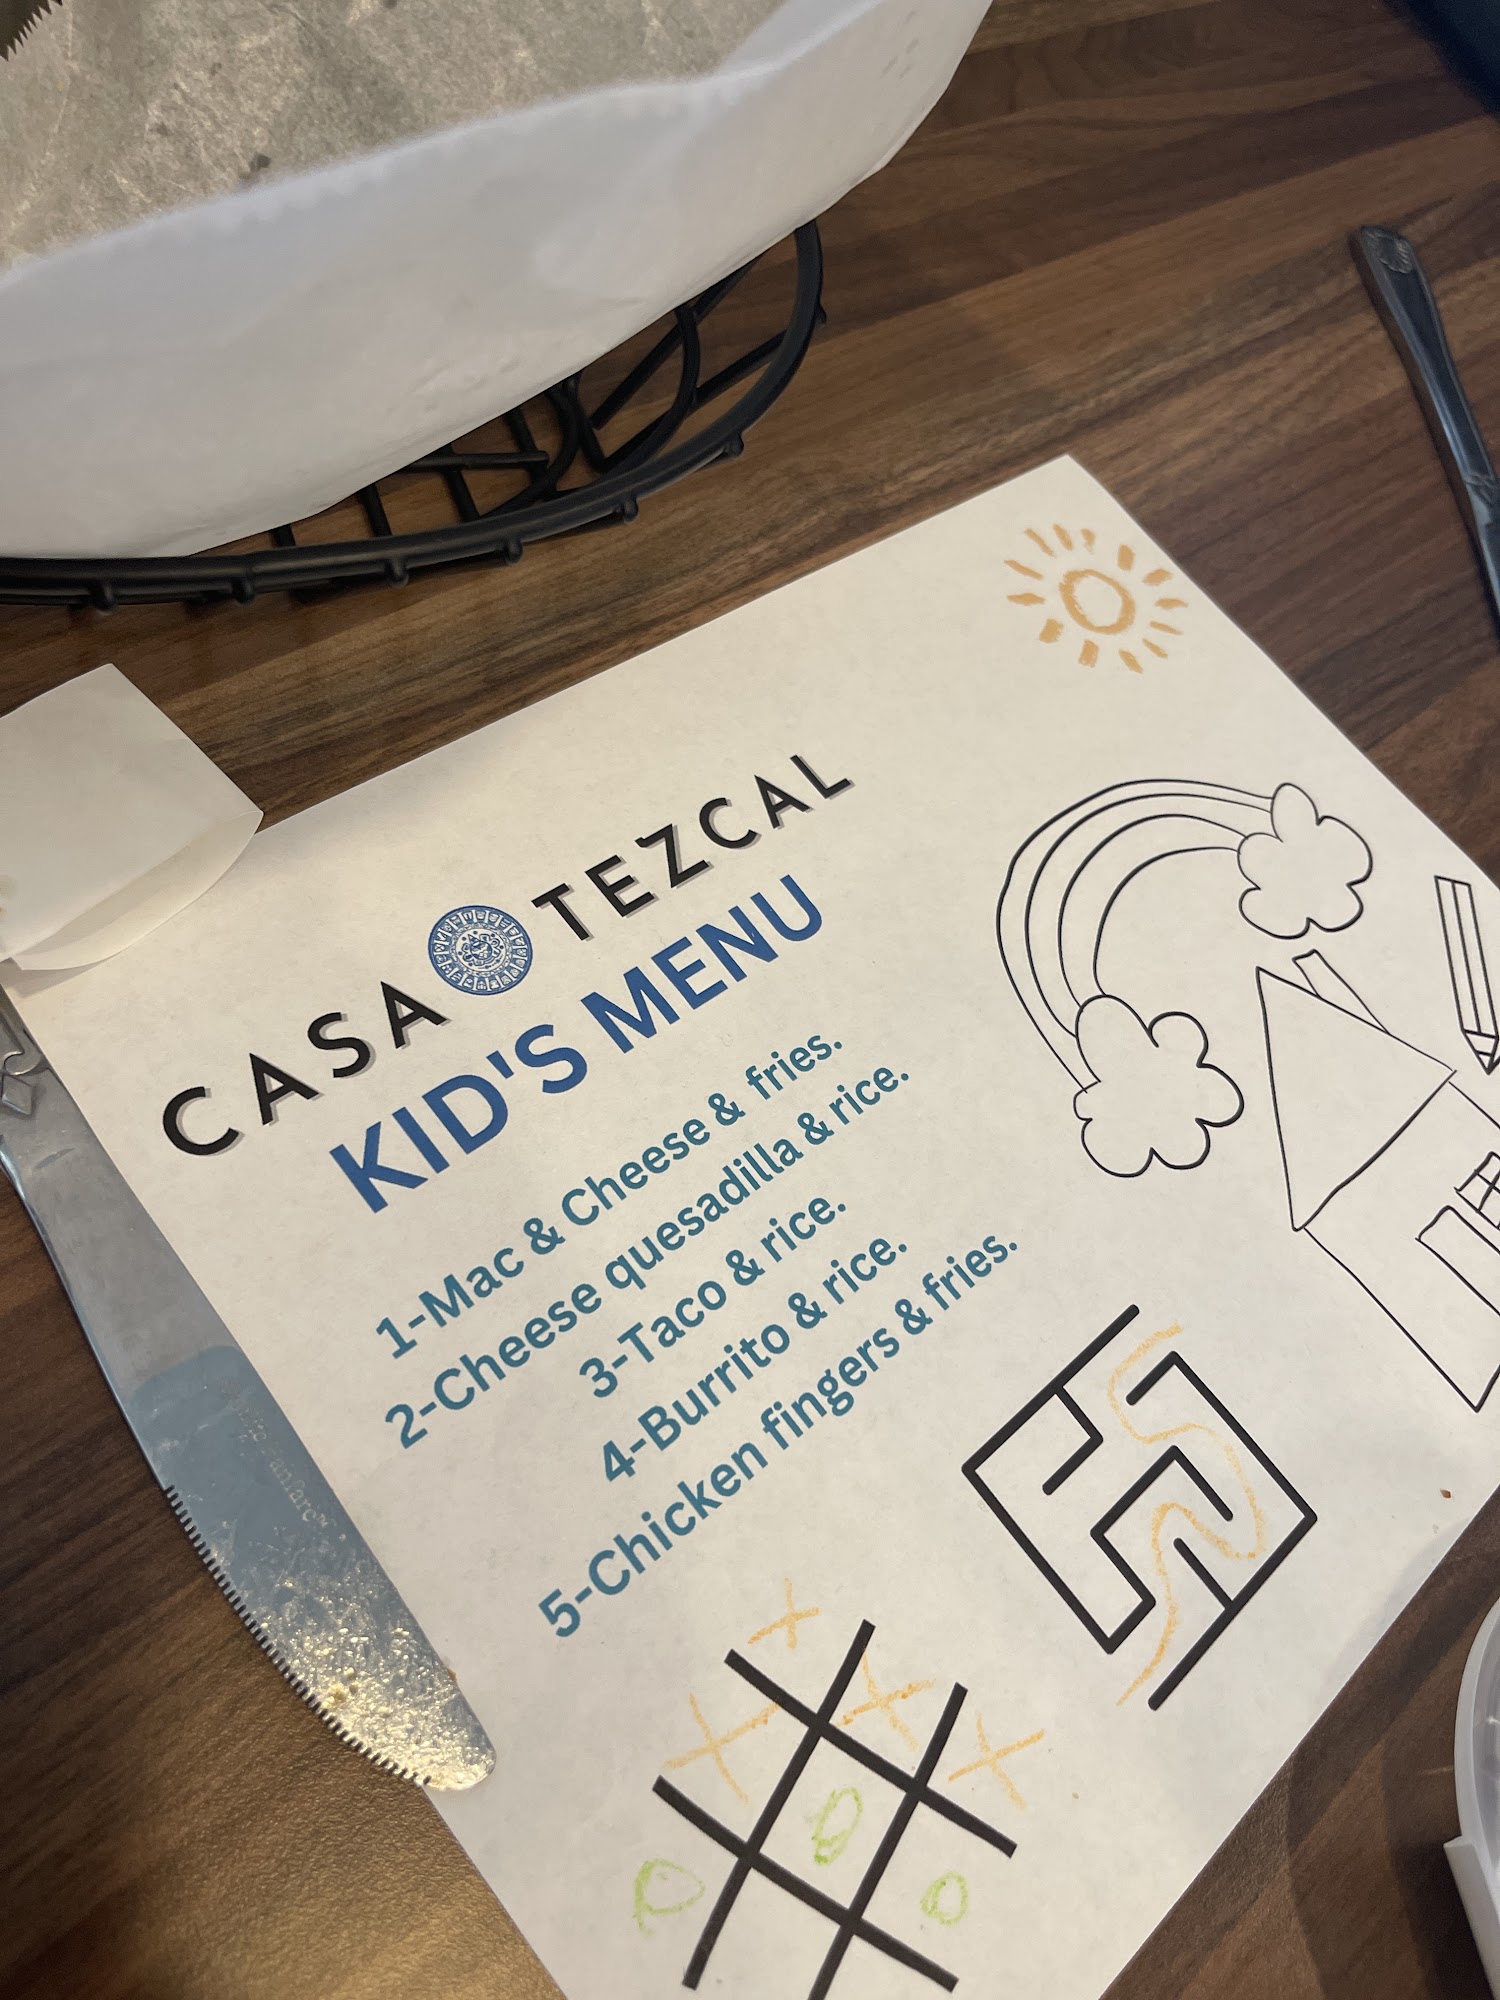 CASA TEZCAL
KID'S MENU
1-Mac & Cheese & fries.
2-Cheese quesadilla & rice.
3-Taco & rice.
4-Burrito & rice.
5-Chicken fingers & fries.
X
X X X
O O O